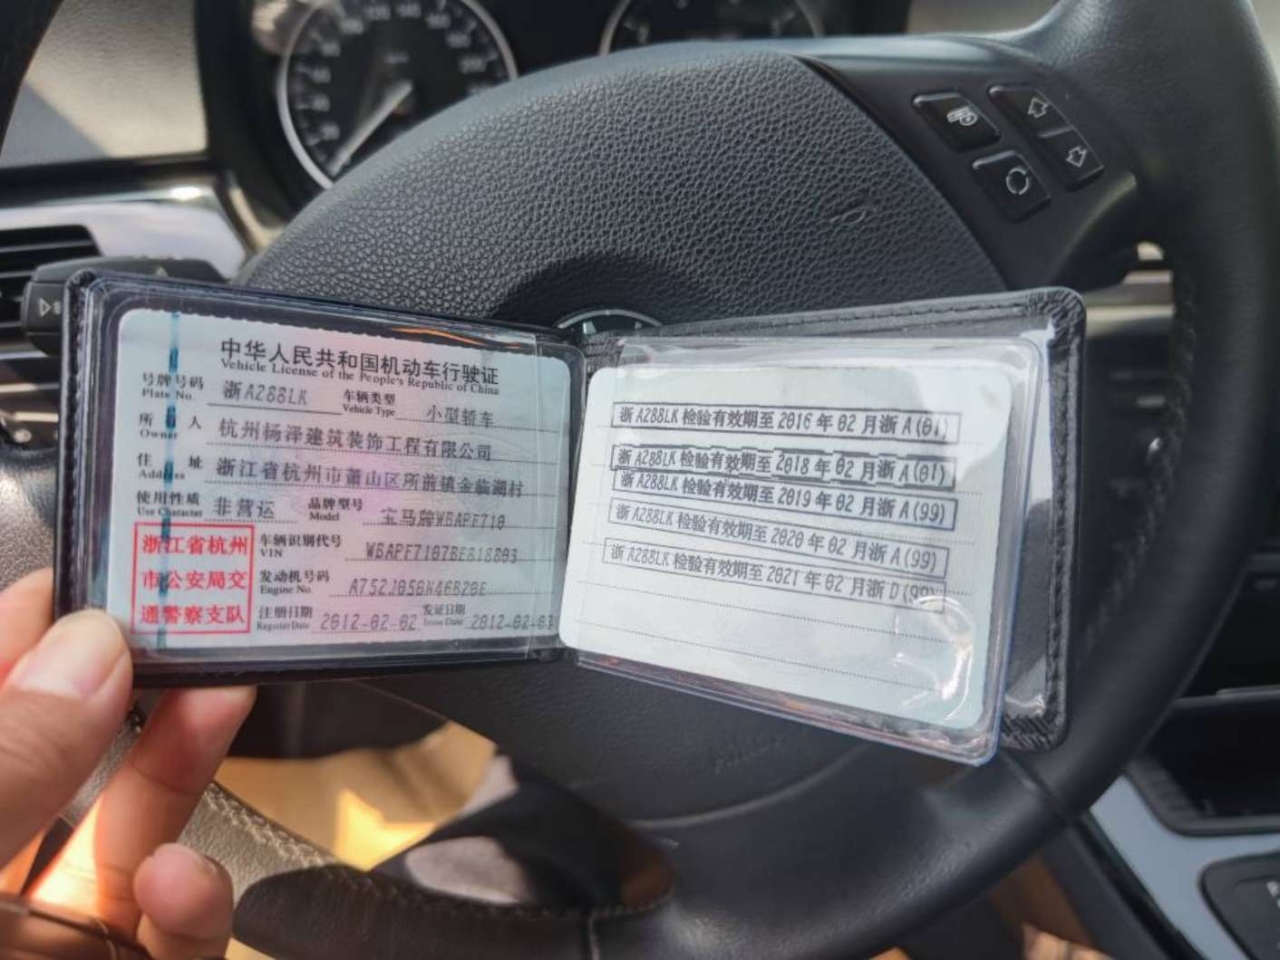 中华人民共和国机动车行驶证
Vehicle License of the People's Republic of China
号牌号码 浙A288LK 车辆类型 小型轿车
Plate No. Vehicle Type
所有人 杭州杨泽建筑装饰工程有限公司
Owner
住址 浙江省杭州市萧山区所前镇金临湖村
Address
使用性质 非营运 品牌型号 宝马牌WBAPF710
Use Character Model
浙江省杭州
市公安局交
通警察支队
车辆识别代号
VIN
发动机号码
Engine No.
注册日期 2012-02-02 发证日期 2012-02-03
Register Date Issue Date
浙A288LK检验有效期至2016年02月浙A(01)
浙A288LK检验有效期至2018年02月浙A(01)
浙A288LK检验有效期至2019年02月浙A(99)
浙A288LK检验有效期至2020年02月浙A(99)
浙A288LK检验有效期至2021年02月浙D(99)